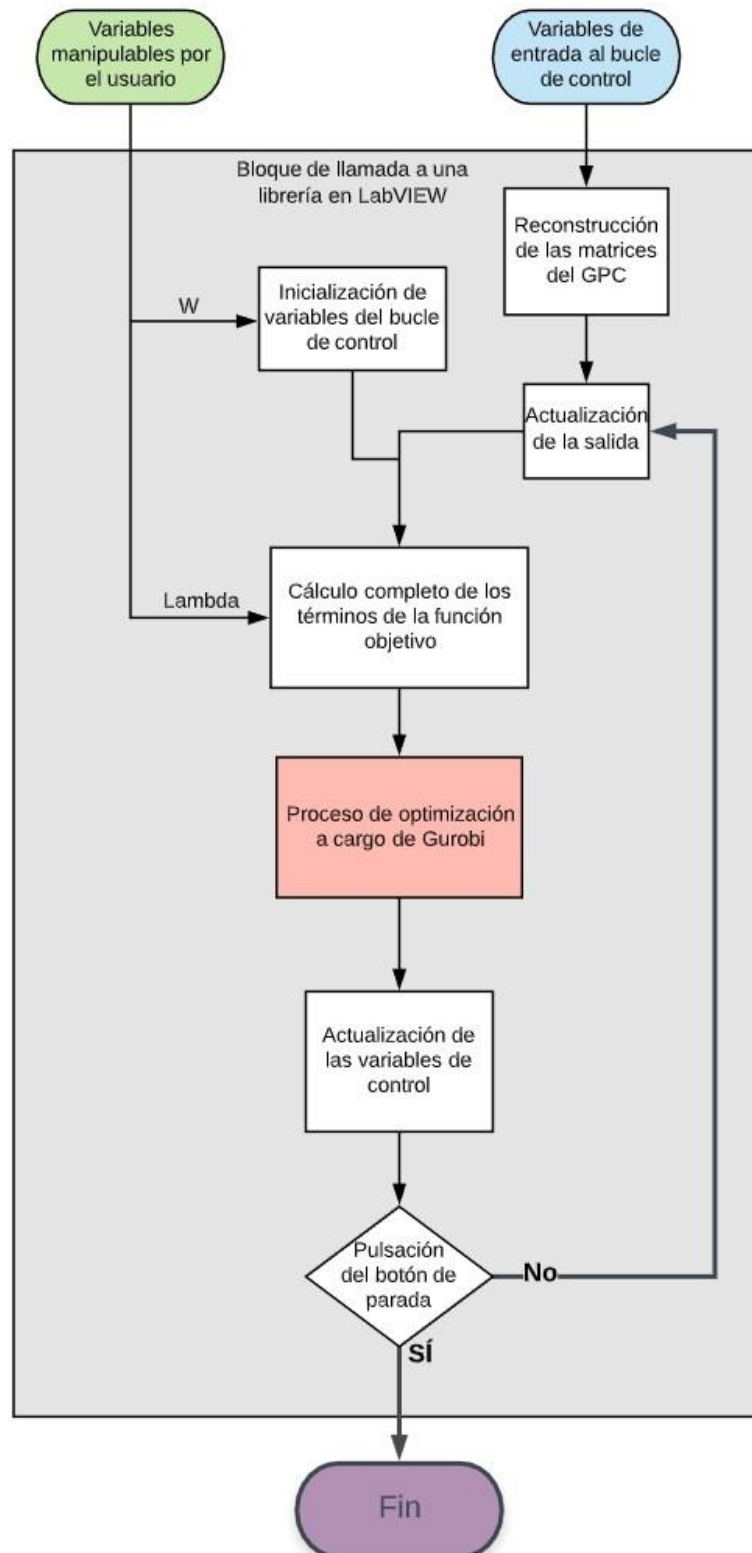 Variables
manipulables por
el usuario
Variables de
entrada al bucle
de control
Bloque de llamada a una
librería en LabVIEW
Reconstrucción
de las matrices
del GPC
W
Inicialización de
variables del bucle
de control
Actualización
de la salida
Lambda
Cálculo completo de los
términos de la función
objetivo
Proceso de optimización
a cargo de Gurobi
Actualización de
las variables de
control
Pulsación
del botón de
parada
No
SÍ
Fin